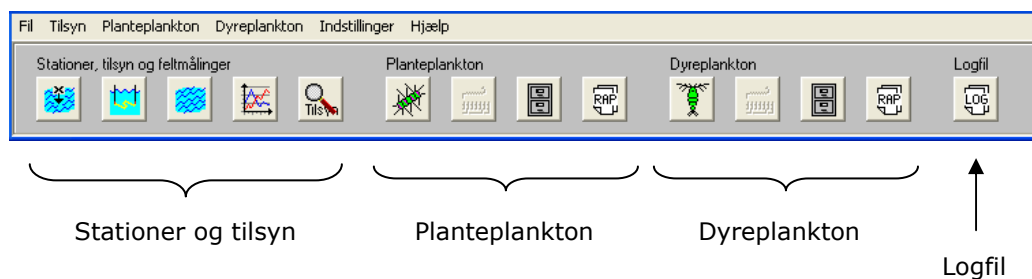 Fil Tilsyn Planteplankton Dyreplankton Indstillinger Hjælp
Stationer, tilsyn og feltmålinger Planteplankton Dyreplankton Logfil
Tilsyn RAP RAP LOG
Stationer og tilsyn Planteplankton Dyreplankton
Logfil